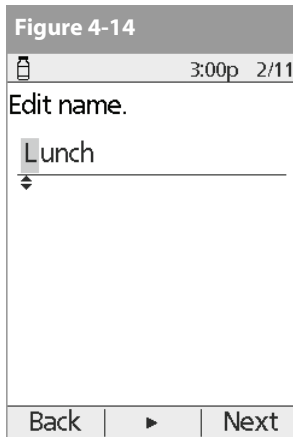 Figure 4-14
3:00p 2/11
Edit name.
Lunch
Back ► Next